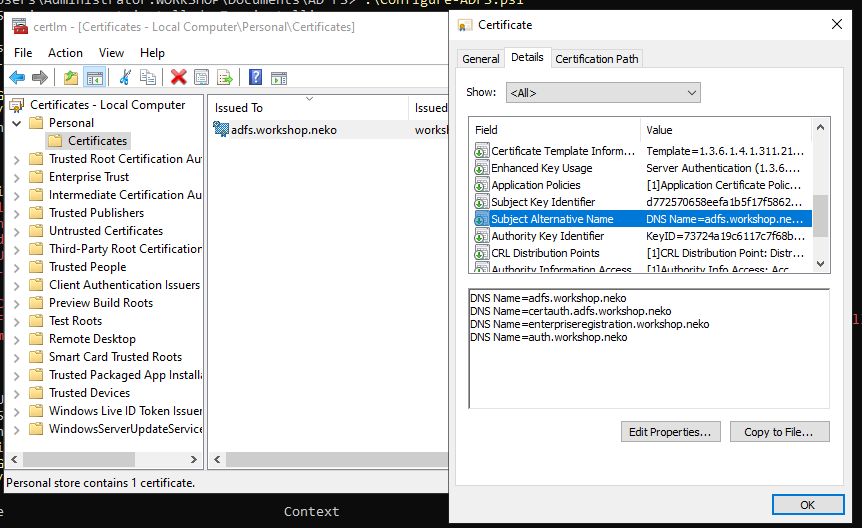 Users\Administrator.WORKSHOP\Documents\AD FS> .\Configure-ADFS.ps1
certlm - [Certificates - Local Computer\Personal\Certificates]
File Action View Help
Certificates - Local Computer
Personal
Certificates
Trusted Root Certification Au
Enterprise Trust
Intermediate Certification Au
Trusted Publishers
Untrusted Certificates
Third-Party Root Certification
Trusted People
Client Authentication Issuers
Preview Build Roots
Test Roots
Remote Desktop
Smart Card Trusted Roots
Trusted Packaged App Installa
Trusted Devices
Windows Live ID Token Issuer
WindowsServerUpdateService
Issued To Issued
adfs.workshop.neko works
Personal store contains 1 certificate.
Context
Certificate
General Details Certification Path
Show: <All>
Field Value
Certificate Template Inform... Template=1.3.6.1.4.1.311.21...
Enhanced Key Usage Server Authentication (1.3.6....
Application Policies [1]Application Certificate Polic...
Subject Key Identifier d772570658eefa1b5f17f5862...
Subject Alternative Name DNS Name=adfs.workshop.ne...
Authority Key Identifier KeyID=73724a19c6117c7f68b...
CRL Distribution Points [1]CRL Distribution Point: Distr...
Authority Information Access [1]Authority Info Access: Acc...
DNS Name=adfs.workshop.neko
DNS Name=certauth.adfs.workshop.neko
DNS Name=enterpriseregistration.workshop.neko
DNS Name=auth.workshop.neko
Edit Properties... Copy to File...
OK